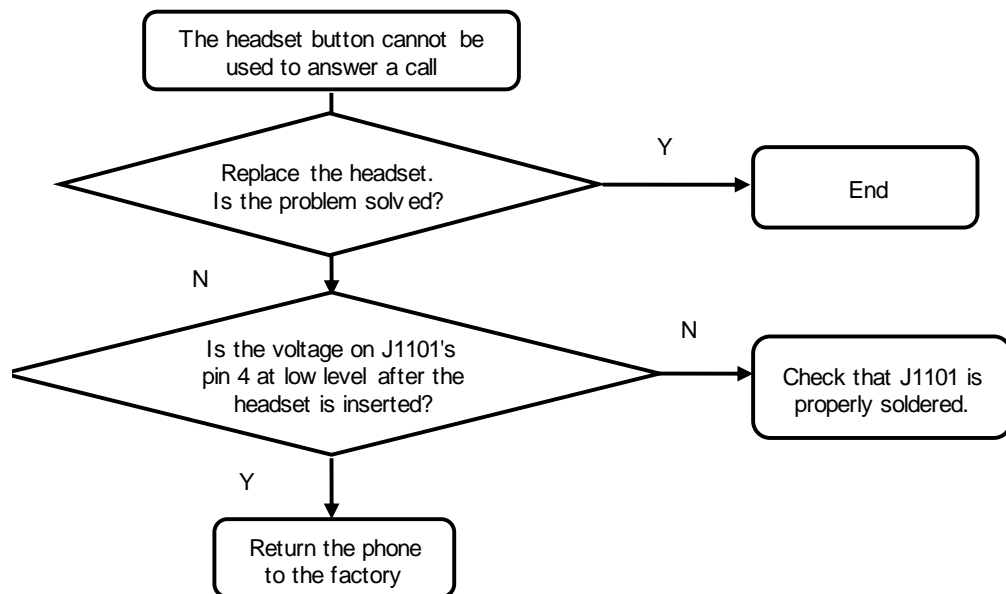 The headset button cannot be
used to answer a call
Replace the headset.
Is the problem solved?
Y
End
N
Is the voltage on J1101's
pin 4 at low level after the
headset is inserted?
N
Check that J1101 is
properly soldered.
Y
Return the phone
to the factory